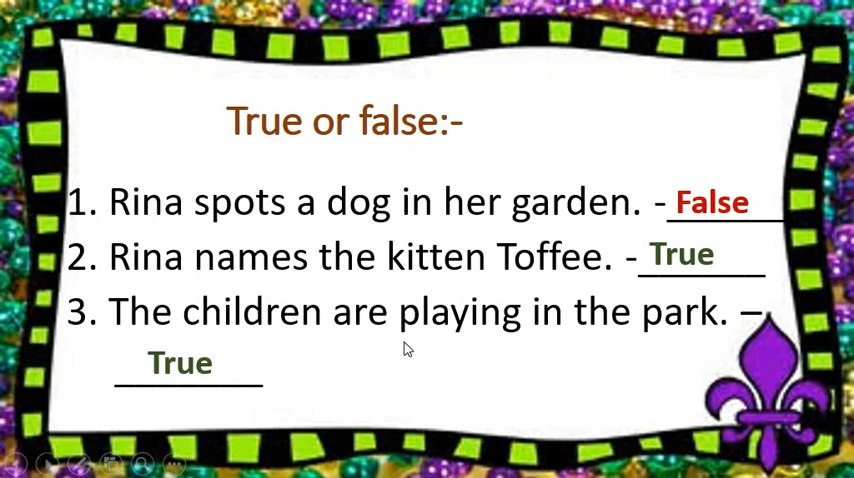 True or false:-
1. Rina spots a dog in her garden. -False
2. Rina names the kitten Toffee. -True
3. The children are playing in the park. –
True